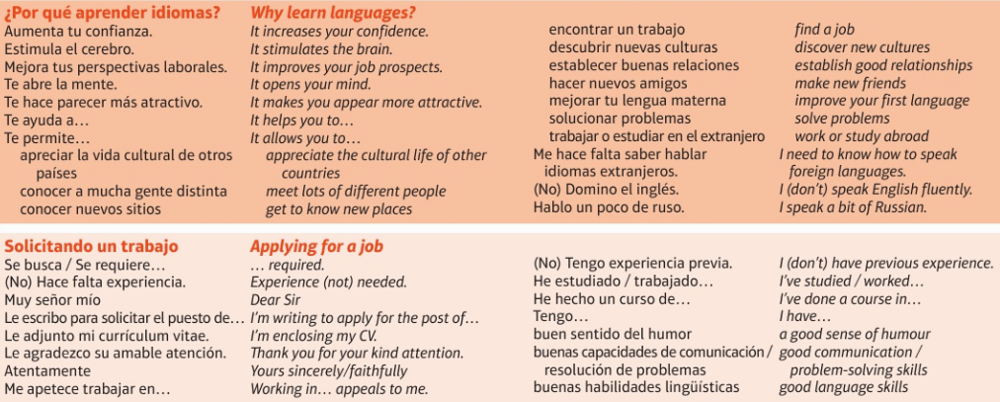 ¿Por qué aprender idiomas?
Aumenta tu confianza.
Estimula el cerebro.
Mejora tus perspectivas laborales.
Te abre la mente.
Te hace parecer más atractivo.
Te ayuda a…
Te permite…
apreciar la vida cultural de otros
países
conocer a mucha gente distinta
conocer nuevos sitios
Why learn languages?
It increases your confidence.
It stimulates the brain.
It improves your job prospects.
It opens your mind.
It makes you appear more attractive.
It helps you to…
It allows you to…
appreciate the cultural life of other
countries
meet lots of different people
get to know new places
encontrar un trabajo
descubrir nuevas culturas
establecer buenas relaciones
hacer nuevos amigos
mejorar tu lengua materna
solucionar problemas
trabajar o estudiar en el extranjero
Me hace falta saber hablar
idiomas extranjeros.
(No) Domino el inglés.
Hablo un poco de ruso.
find a job
discover new cultures
establish good relationships
make new friends
improve your first language
solve problems
work or study abroad
I need to know how to speak
foreign languages.
I (don't) speak English fluently.
I speak a bit of Russian.
Solicitando un trabajo
Se busca / Se requiere…
(No) Hace falta experiencia.
Muy señor mío
Le escribo para solicitar el puesto de…
Le adjunto mi currículum vitae.
Le agradezco su amable atención.
Atentamente
Me apetece trabajar en…
Applying for a job
… required.
Experience (not) needed.
Dear Sir
I'm writing to apply for the post of…
I'm enclosing my CV.
Thank you for your kind attention.
Yours sincerely/faithfully
Working in… appeals to me.
(No) Tengo experiencia previa.
He estudiado / trabajado…
He hecho un curso de…
Tengo…
buen sentido del humor
buenas capacidades de comunicación /
resolución de problemas
buenas habilidades lingüísticas
I (don't) have previous experience.
I've studied / worked…
I've done a course in…
I have…
a good sense of humour
good communication /
problem-solving skills
good language skills